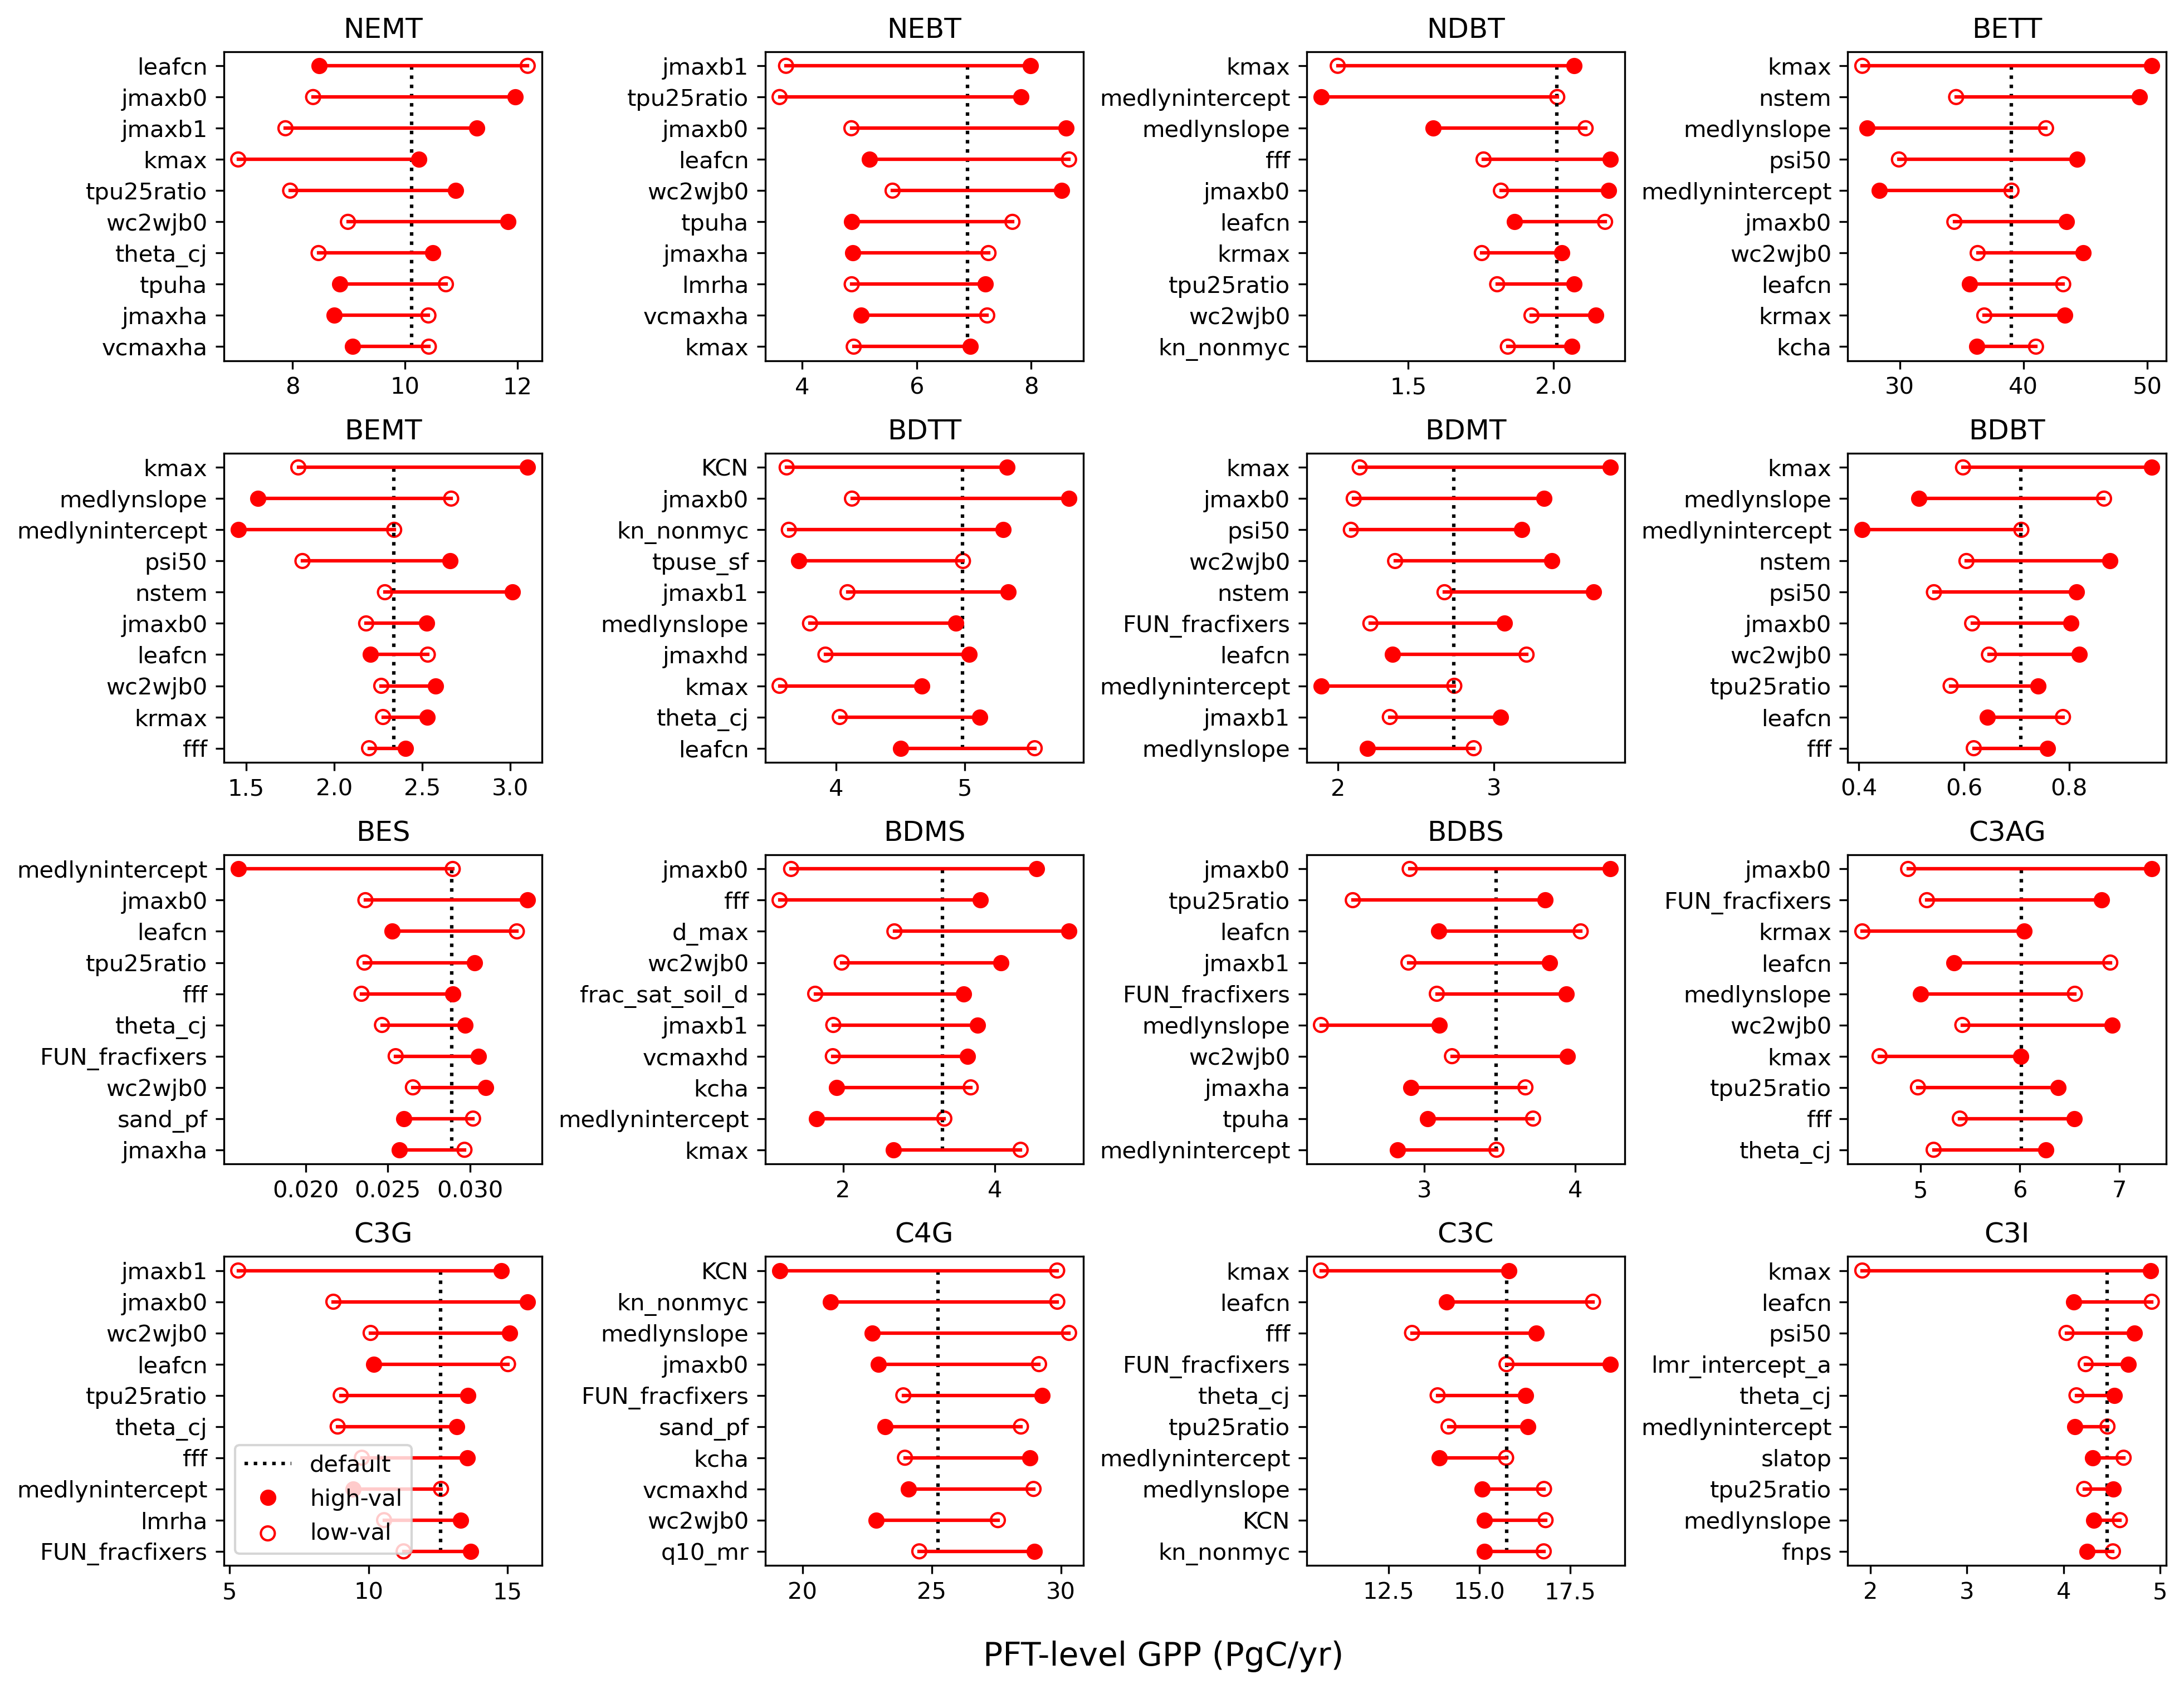 NEMT
leafcn
jmaxb0
jmaxb1
kmax
tpu25ratio
wc2wjb0
theta_cj
tpuha
jmaxha
vcmaxha
8 10 12
NEBT
jmaxb1
tpu25ratio
jmaxb0
leafcn
wc2wjb0
tpuha
jmaxha
lmrha
vcmaxha
kmax
4 6 8
NDBT
kmax
medlynintercept
medlynslope
fff
jmaxb0
leafcn
krmax
tpu25ratio
wc2wjb0
kn_nonmyc
1.5 2.0
BETT
kmax
nstem
medlynslope
psi50
medlynintercept
jmaxb0
wc2wjb0
leafcn
krmax
kcha
30 40 50
BEMT
kmax
medlynslope
medlynintercept
psi50
nstem
jmaxb0
leafcn
wc2wjb0
krmax
fff
1.5 2.0 2.5 3.0
BDTT
KCN
jmaxb0
kn_nonmyc
tpuse_sf
jmaxb1
medlynslope
jmaxhd
kmax
theta_cj
leafcn
4 5
BDMT
kmax
jmaxb0
psi50
wc2wjb0
nstem
FUN_fracfixers
leafcn
medlynintercept
jmaxb1
medlynslope
2 3
BDBT
kmax
medlynslope
medlynintercept
nstem
psi50
jmaxb0
wc2wjb0
tpu25ratio
leafcn
fff
0.4 0.6 0.8
BES
medlynintercept
jmaxb0
leafcn
tpu25ratio
fff
theta_cj
FUN_fracfixers
wc2wjb0
sand_pf
jmaxha
0.020 0.025 0.030
BDMS
jmaxb0
fff
d_max
wc2wjb0
frac_sat_soil_d
jmaxb1
vcmaxhd
kcha
medlynintercept
kmax
2 4
BDBS
jmaxb0
tpu25ratio
leafcn
jmaxb1
FUN_fracfixers
medlynslope
wc2wjb0
jmaxha
tpuha
medlynintercept
3 4
C3AG
jmaxb0
FUN_fracfixers
krmax
leafcn
medlynslope
wc2wjb0
kmax
tpu25ratio
fff
theta_cj
5 6 7
C3G
jmaxb1
jmaxb0
wc2wjb0
leafcn
tpu25ratio
theta_cj
fff
medlynintercept
lmrha
FUN_fracfixers
default
high-val
low-val
5 10 15
C4G
KCN
kn_nonmyc
medlynslope
jmaxb0
FUN_fracfixers
sand_pf
kcha
vcmaxhd
wc2wjb0
q10_mr
20 25 30
C3C
kmax
leafcn
fff
FUN_fracfixers
theta_cj
tpu25ratio
medlynintercept
medlynslope
KCN
kn_nonmyc
12.5 15.0 17.5
C3I
kmax
leafcn
psi50
lmr_intercept_a
theta_cj
medlynintercept
slatop
tpu25ratio
medlynslope
fnps
2 3 4 5
PFT-level GPP (PgC/yr)